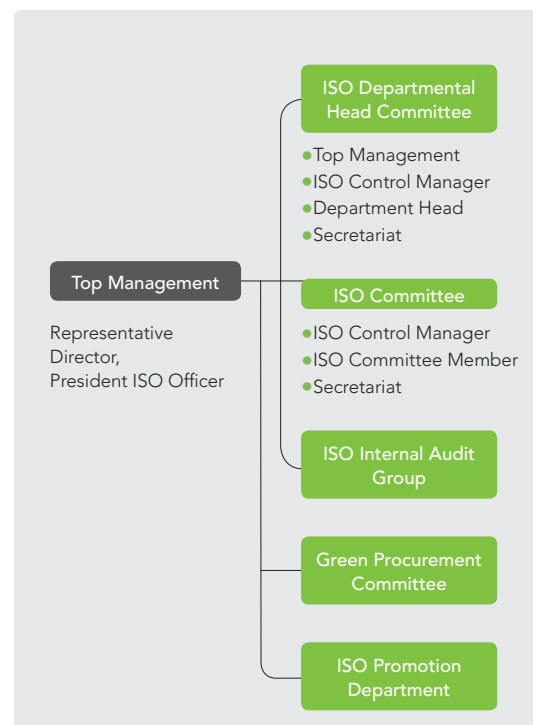 ISO Departmental
Head Committee
●Top Management
●ISO Control Manager
●Department Head
●Secretariat
Top Management
Representative
Director,
President ISO Officer
ISO Committee
●ISO Control Manager
●ISO Committee Member
●Secretariat
ISO Internal Audit
Group
Green Procurement
Committee
ISO Promotion
Department